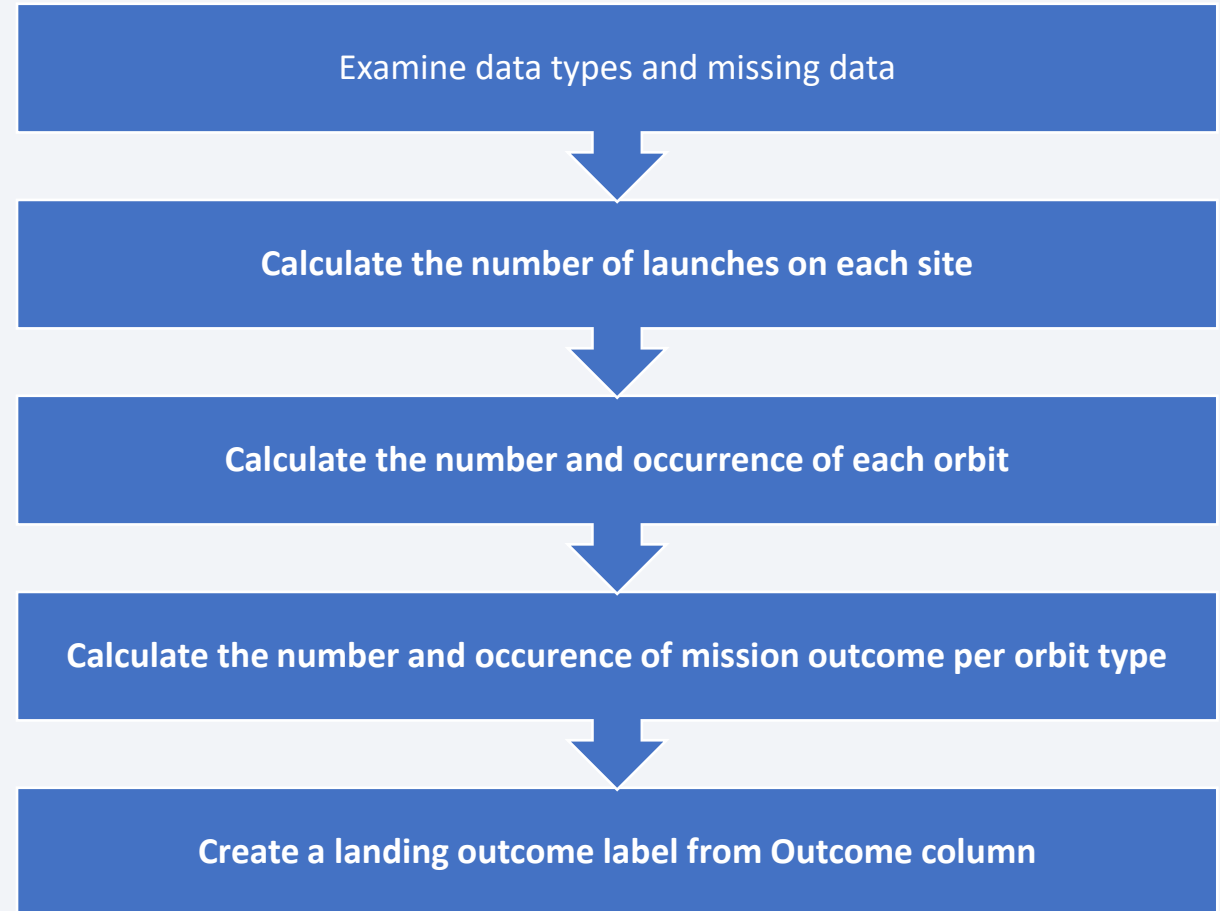 Examine data types and missing data
Calculate the number of launches on each site
Calculate the number and occurrence of each orbit
Calculate the number and occurence of mission outcome per orbit type
Create a landing outcome label from Outcome column